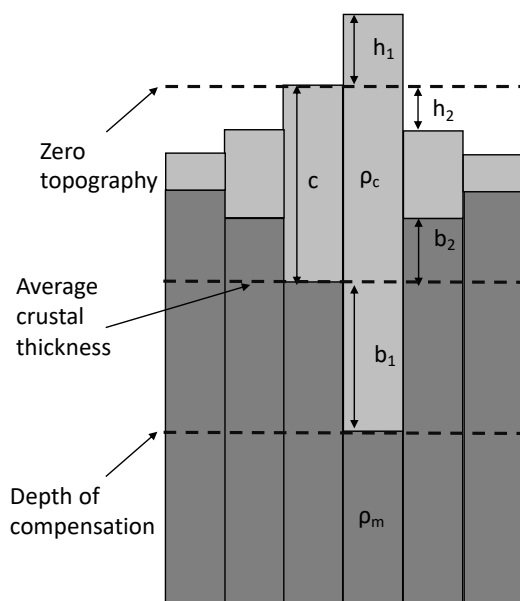 h₁
h₂
Zero
topography
c
ρc
b₂
Average
crustal
thickness
b₁
Depth of
compensation
ρm